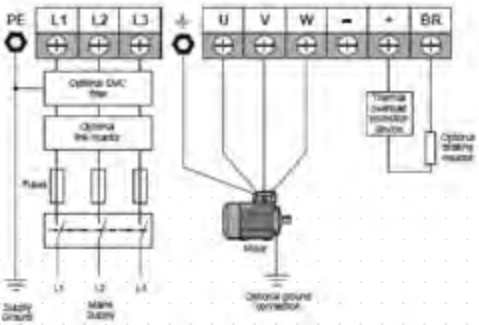 PE L1 L2 L3 U V W - + BR
Optional EMC
filter
Optional
line reactor
Fuses
L1 L2 L3
Supply
Ground
Mains
Supply
Motor
Optional ground
connection
Thermal
overload
protection
device
Optional
braking
resistor